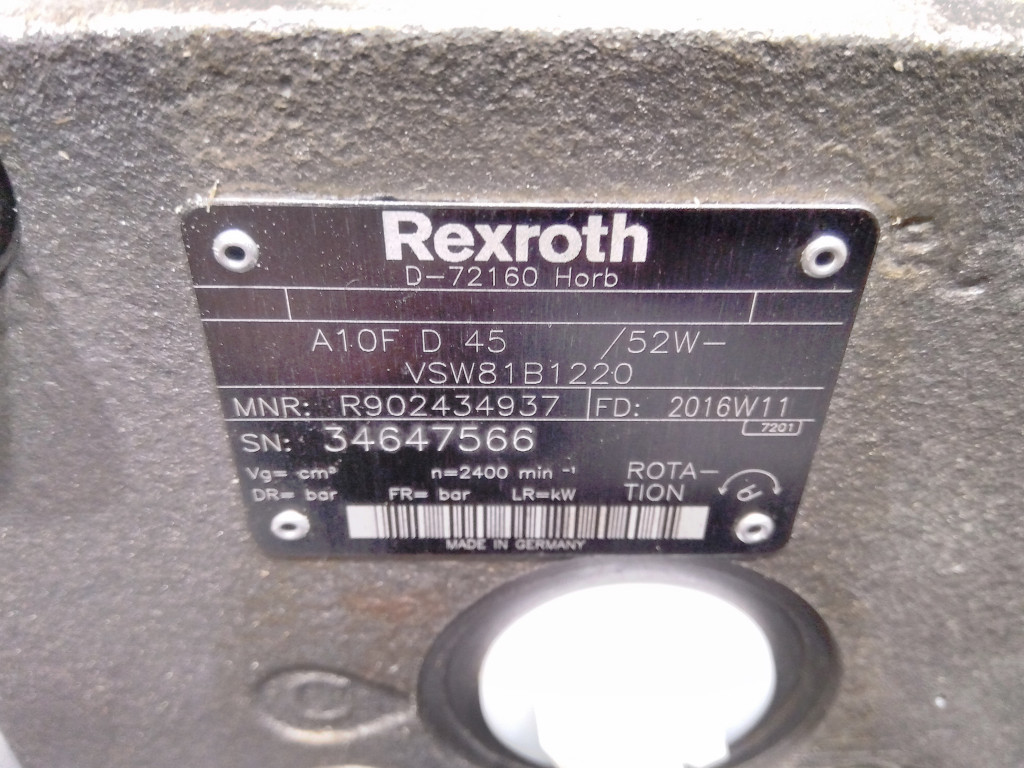 Rexroth
D-72160 Horb
A10F D 45 /52W-
VSW81B1220
MNR: R902434937 FD: 2016W11
7201
SN: 34647566
Vg= cm³ n=2400 min⁻¹ ROTA-
DR= bar FR= bar LR=kW TION
MADE IN GERMANY